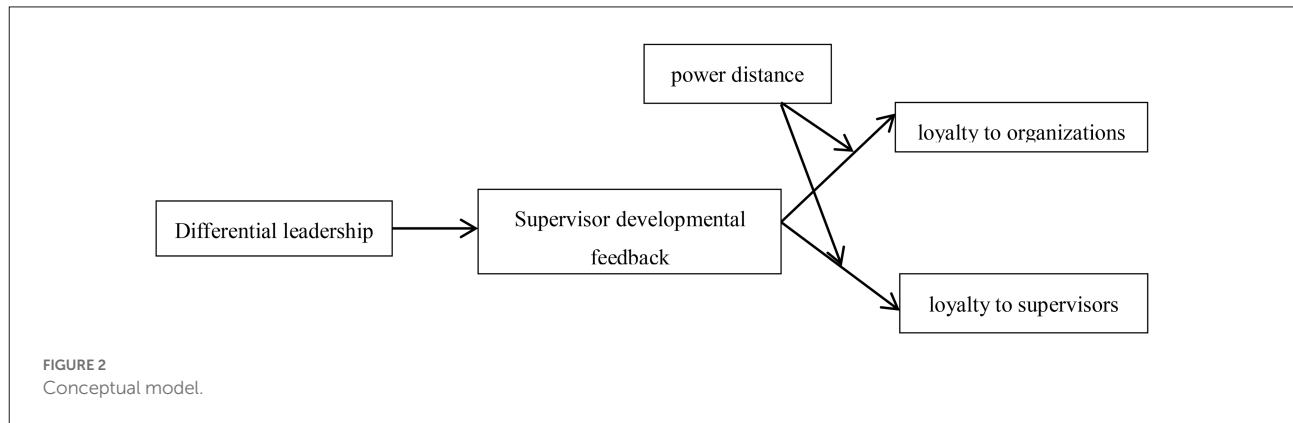 power distance
loyalty to organizations
Differential leadership
Supervisor developmental
feedback
loyalty to supervisors
FIGURE 2
Conceptual model.